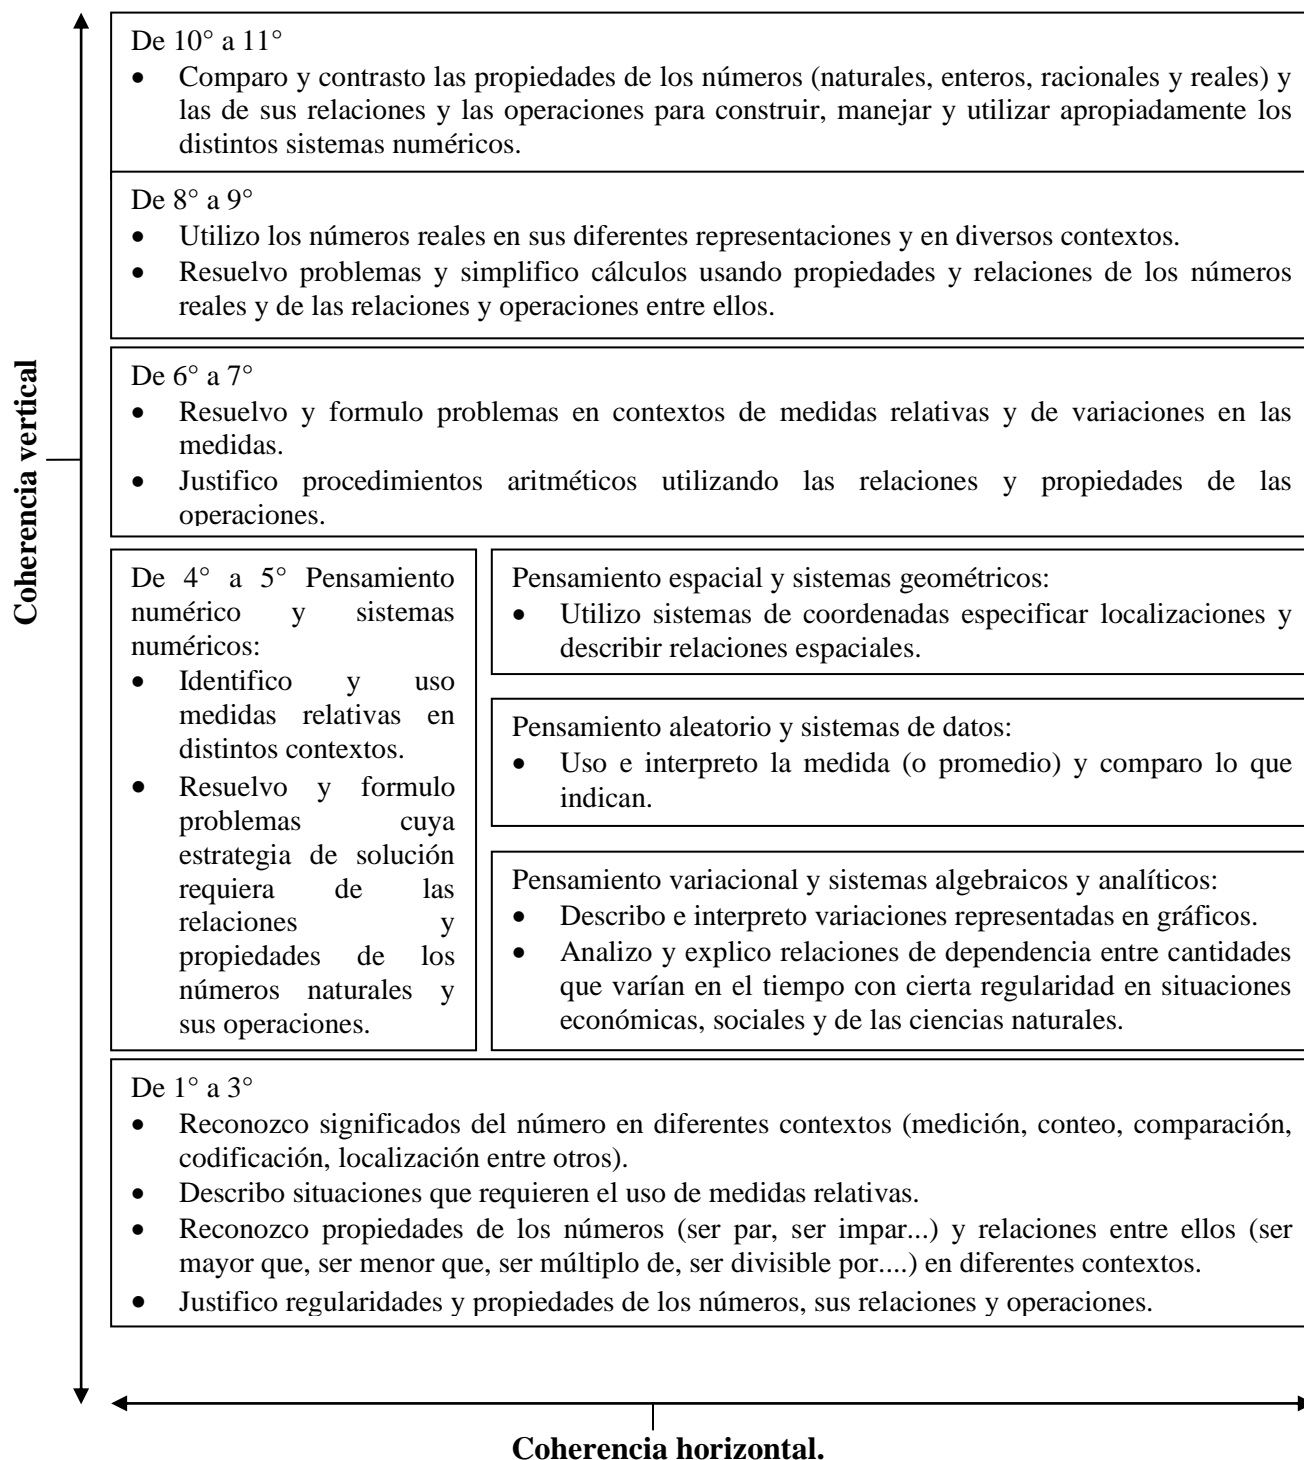 De 10° a 11°
• Comparo y contrasto las propiedades de los números (naturales, enteros, racionales y reales) y
las de sus relaciones y las operaciones para construir, manejar y utilizar apropiadamente los
distintos sistemas numéricos.
De 8° a 9°
• Utilizo los números reales en sus diferentes representaciones y en diversos contextos.
• Resuelvo problemas y simplifico cálculos usando propiedades y relaciones de los números
reales y de las relaciones y operaciones entre ellos.
Coherencia vertical
De 6° a 7°
• Resuelvo y formulo problemas en contextos de medidas relativas y de variaciones en las
medidas.
• Justifico procedimientos aritméticos utilizando las relaciones y propiedades de las
operaciones.
De 4° a 5° Pensamiento
numérico y sistemas
numéricos:
• Identifico y uso
medidas relativas en
distintos contextos.
• Resuelvo y formulo
problemas cuya
estrategia de solución
requiera de las
relaciones y
propiedades de los
números naturales y
sus operaciones.
Pensamiento espacial y sistemas geométricos:
• Utilizo sistemas de coordenadas especificar localizaciones y
describir relaciones espaciales.
Pensamiento aleatorio y sistemas de datos:
• Uso e interpreto la medida (o promedio) y comparo lo que
indican.
Pensamiento variacional y sistemas algebraicos y analíticos:
• Describo e interpreto variaciones representadas en gráficos.
• Analizo y explico relaciones de dependencia entre cantidades
que varían en el tiempo con cierta regularidad en situaciones
económicas, sociales y de las ciencias naturales.
De 1° a 3°
• Reconozco significados del número en diferentes contextos (medición, conteo, comparación,
codificación, localización entre otros).
• Describo situaciones que requieren el uso de medidas relativas.
• Reconozco propiedades de los números (ser par, ser impar...) y relaciones entre ellos (ser
mayor que, ser menor que, ser múltiplo de, ser divisible por....) en diferentes contextos.
• Justifico regularidades y propiedades de los números, sus relaciones y operaciones.
Coherencia horizontal.